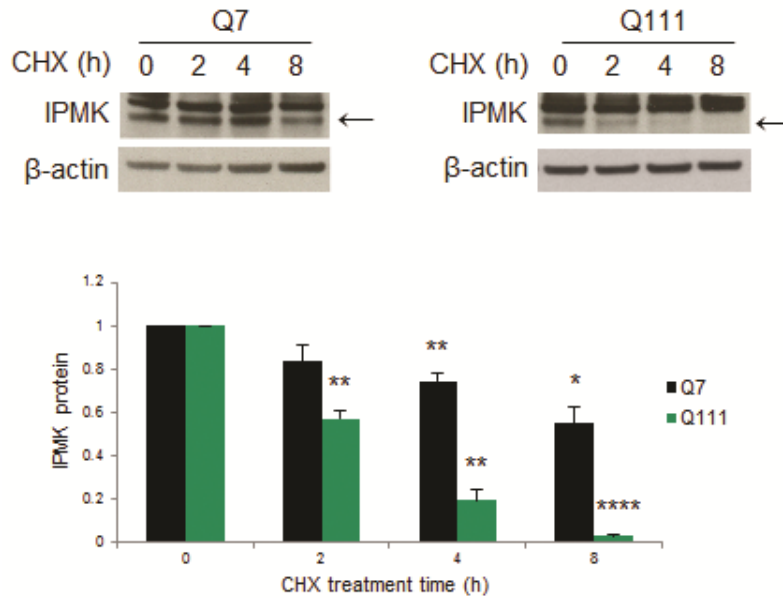 Q7
CHX (h) 0 2 4 8
IPMK ←
β-actin
Q111
CHX (h) 0 2 4 8
IPMK ←
β-actin
1.2
1
0.8
0.6
0.4
0.2
0
IPMK protein
**
**
**
*
****
0 2 4 8
CHX treatment time (h)
Q7
Q111